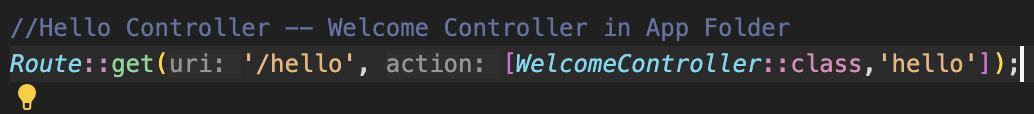 //Hello Controller -- Welcome Controller in App Folder
Route::get(uri: '/hello', action: [WelcomeController::class,'hello']);